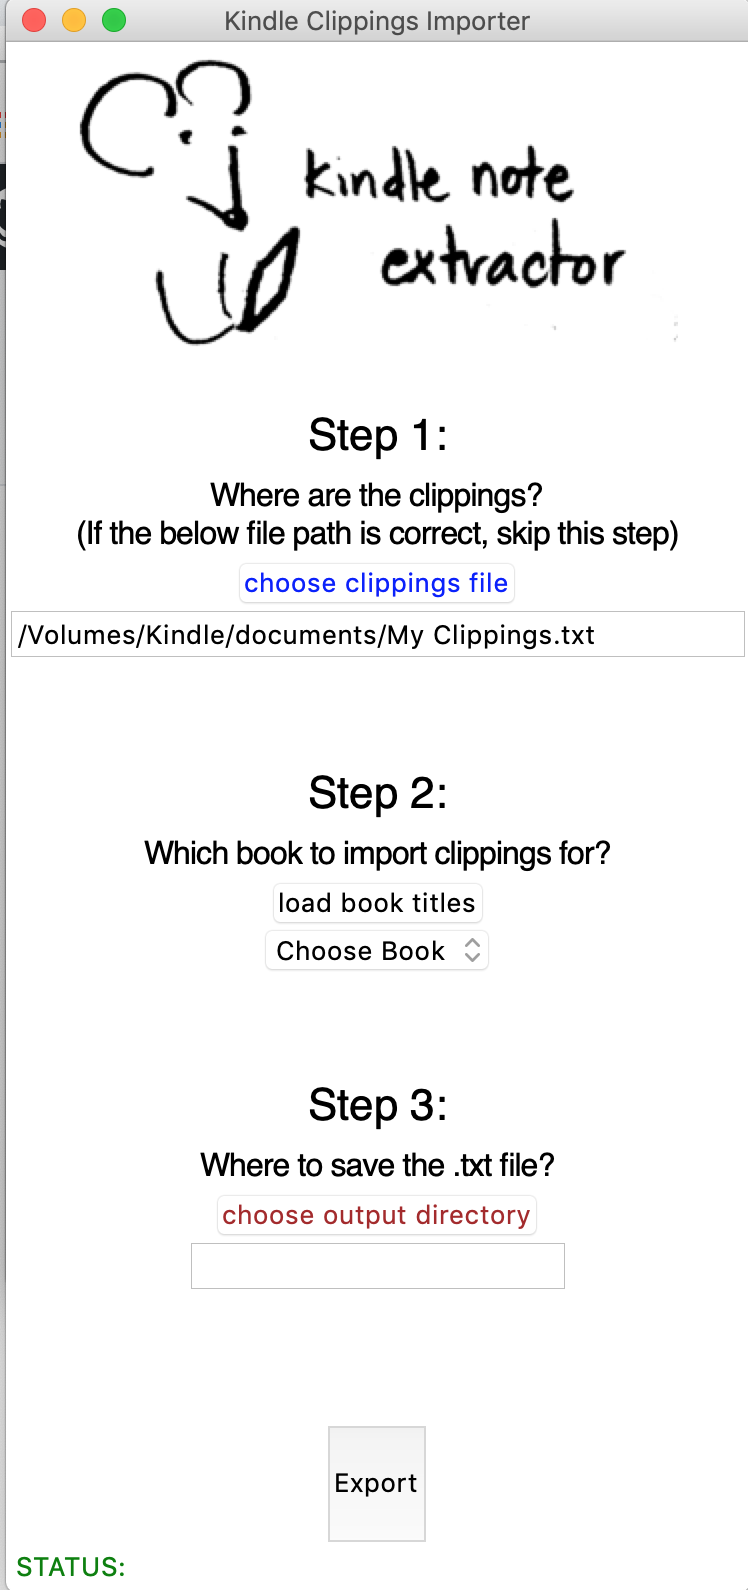 Kindle Clippings Importer
kindle note
extractor
Step 1:
Where are the clippings?
(If the below file path is correct, skip this step)
choose clippings file
/Volumes/Kindle/documents/My Clippings.txt
Step 2:
Which book to import clippings for?
load book titles
Choose Book
Step 3:
Where to save the .txt file?
choose output directory
Export
STATUS: